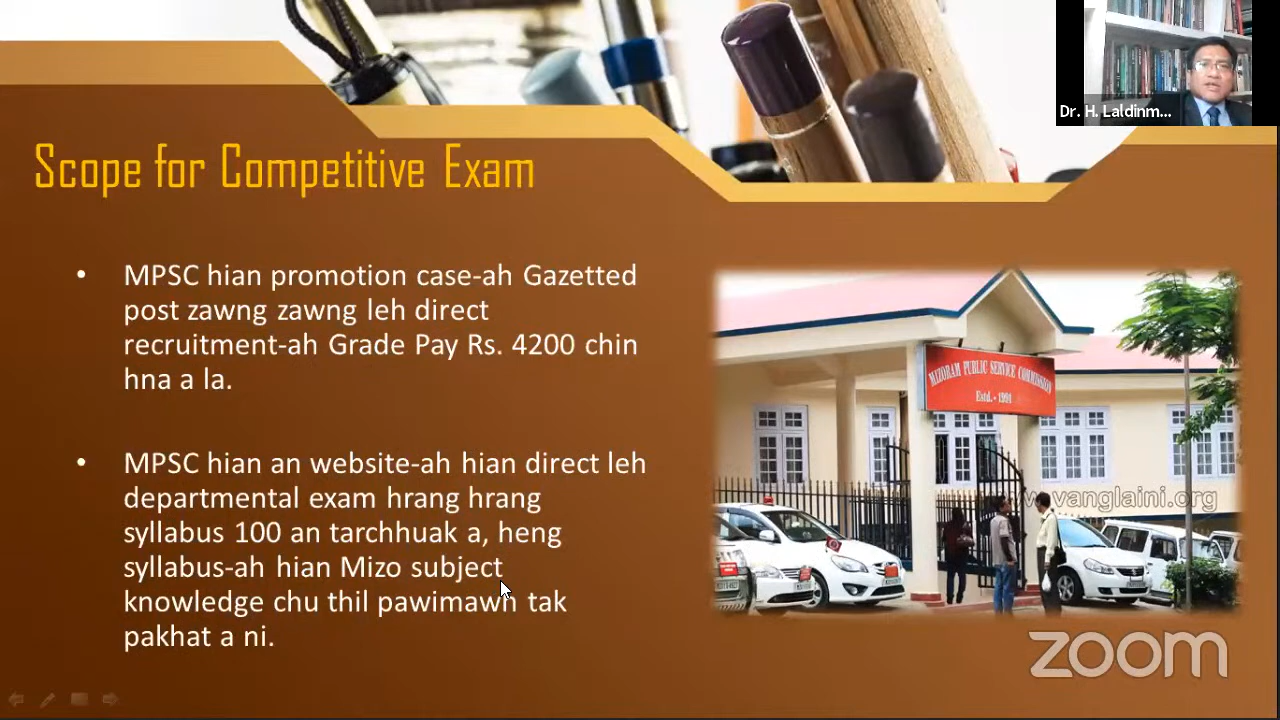 Dr. H. Laldinm...
Scope for Competitive Exam
• MPSC hian promotion case-ah Gazetted
post zawng zawng leh direct
recruitment-ah Grade Pay Rs. 4200 chin
hna a la.
• MPSC hian an website-ah hian direct leh
departmental exam hrang hrang
syllabus 100 an tarchhuak a, heng
syllabus-ah hian Mizo subject
knowledge chu thil pawimawh tak
pakhat a ni.
MIZORAM PUBLIC SERVICE COMMISSION
Estd.- 1991
www.vanglaini.org
zoom